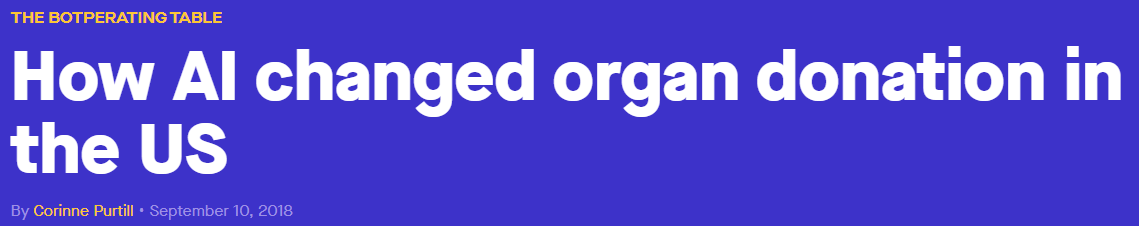 THE BOTPERATING TABLE
How AI changed organ donation in
the US
By Corinne Purtill • September 10, 2018